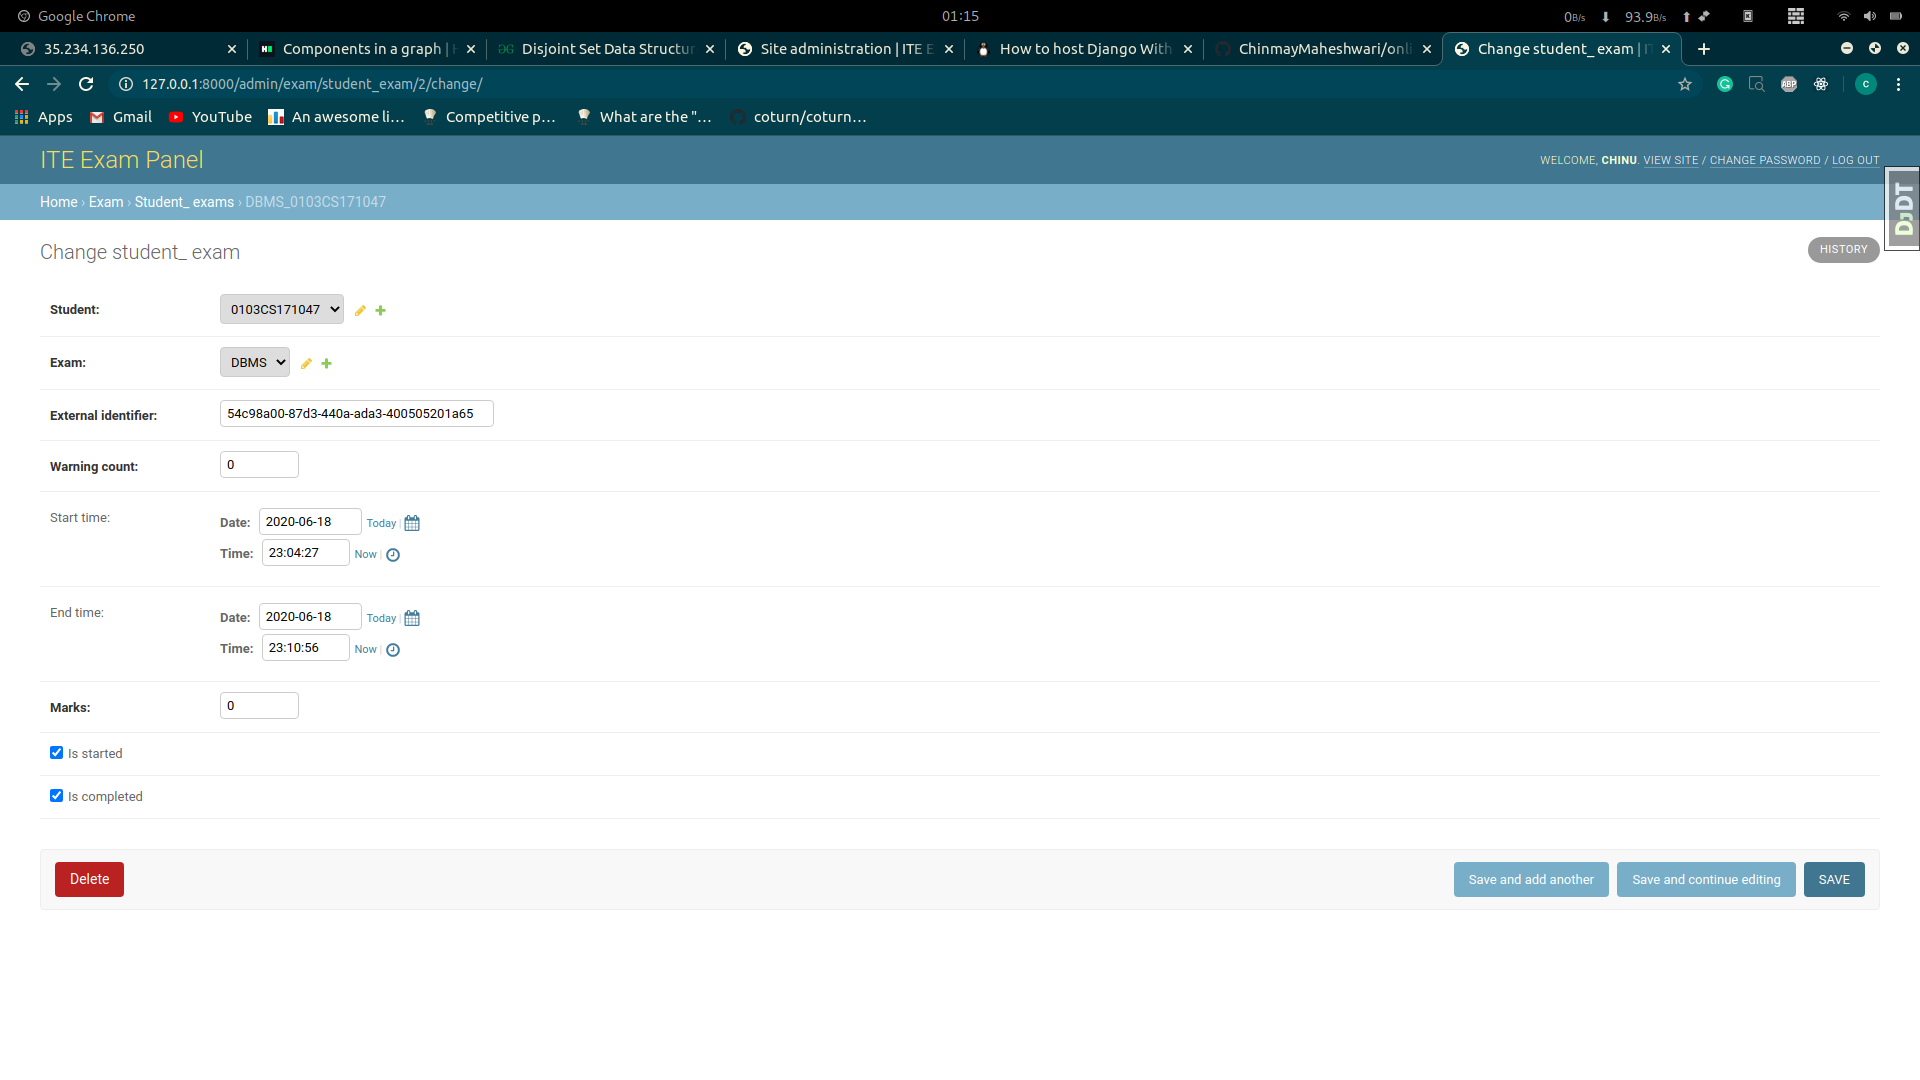 Google Chrome
01:15
0B/s
93.9B/s
35.234.136.250
Components in a graph |
Disjoint Set Data Structur
Site administration | ITE E
How to host Django With
ChinmayMaheshwari/onli
Change student_ exam |
127.0.0.1:8000/admin/exam/student_exam/2/change/
ABP
C
Apps
Gmail
YouTube
An awesome li...
Competitive p...
What are the "...
coturn/coturn...
ITE Exam Panel
WELCOME, CHINU. VIEW SITE / CHANGE PASSWORD / LOG OUT
Home › Exam › Student_ exams › DBMS_0103CS171047
DjDT
Change student_ exam
HISTORY
Student: 0103CS171047
Exam: DBMS
External identifier: 54c98a00-87d3-440a-ada3-400505201a65
Warning count: 0
Start time:
Date: 2020-06-18 Today |
Time: 23:04:27 Now |
End time:
Date: 2020-06-18 Today |
Time: 23:10:56 Now |
Marks: 0
Is started
Is completed
Delete
Save and add another
Save and continue editing
SAVE